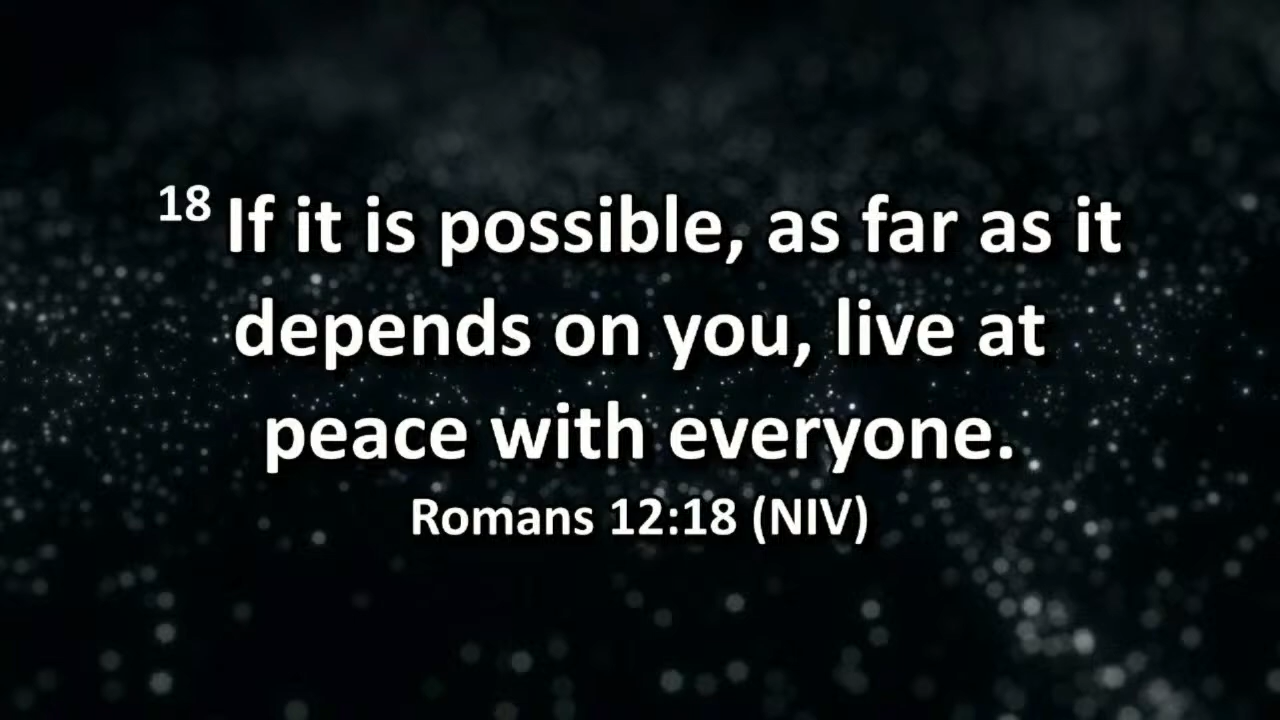 18 If it is possible, as far as it
depends on you, live at
peace with everyone.
Romans 12:18 (NIV)